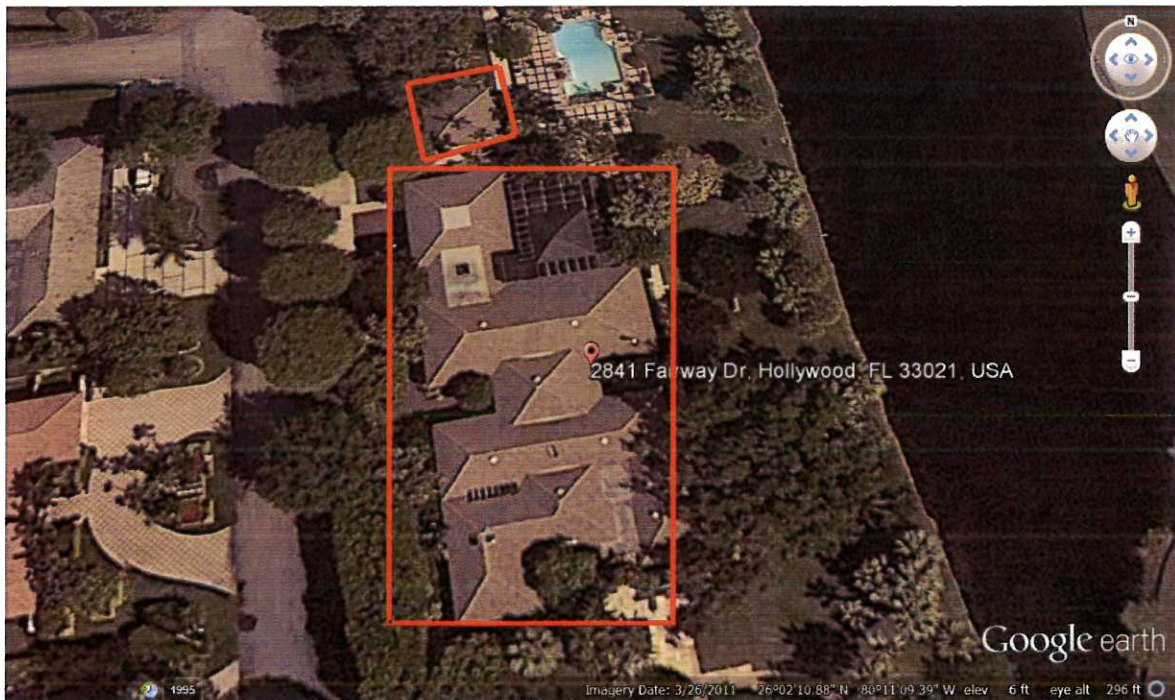 N
2841 Fairway Dr, Hollywood, FL 33021, USA
Google earth
1995
Imagery Date: 3/26/2011 26°02'10.88" N 80°11'09.39" W elev 6 ft eye alt 296 ft